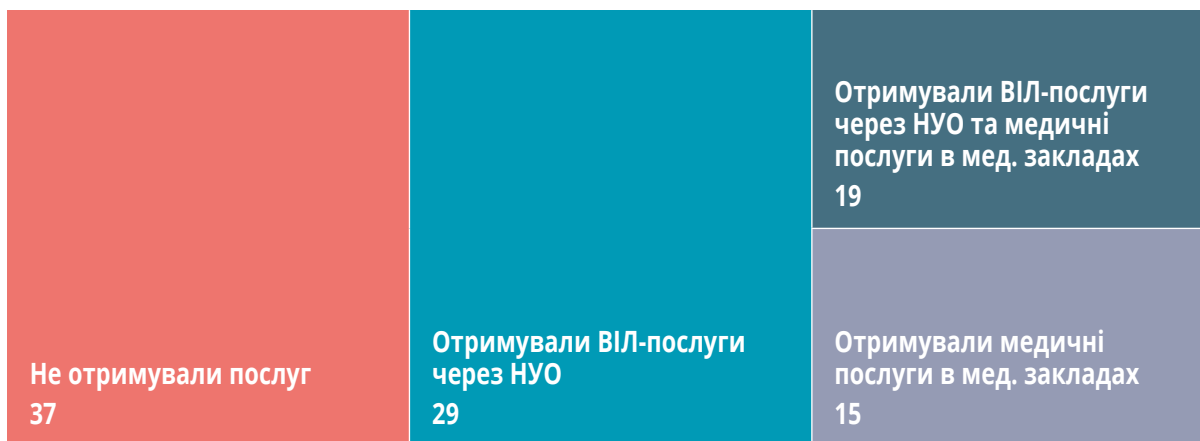 Не отримували послуг
37
Отримували ВІЛ-послуги
через НУО
29
Отримували ВІЛ-послуги
через НУО та медичні
послуги в мед. закладах
19
Отримували медичні
послуги в мед. закладах
15